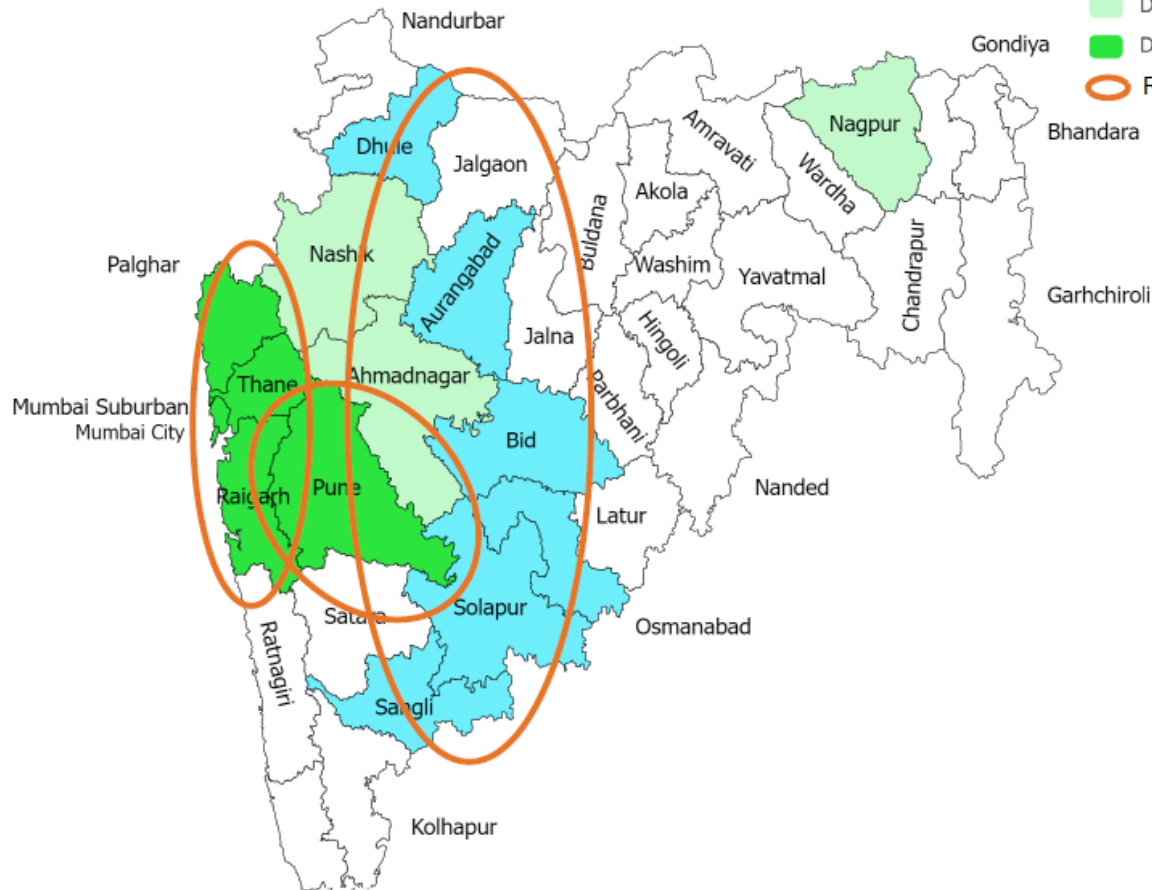 Nandurbar
D
Gondiya
D
F
Nagpur
Bhandara
Amravati
Dhule
Jalgaon
Wardha
Akola
Buldana
Nashik
Palghar
Washim
Aurangabad
Yavatmal
Chandrapur
Garhchiroli
Jalna
Hingoli
Thane
Ahmadnagar
Parbhani
Mumbai Suburban
Mumbai City
Bid
Raigarh
Pune
Nanded
Latur
Solapur
Satara
Osmanabad
Ratnagiri
Sangli
Kolhapur